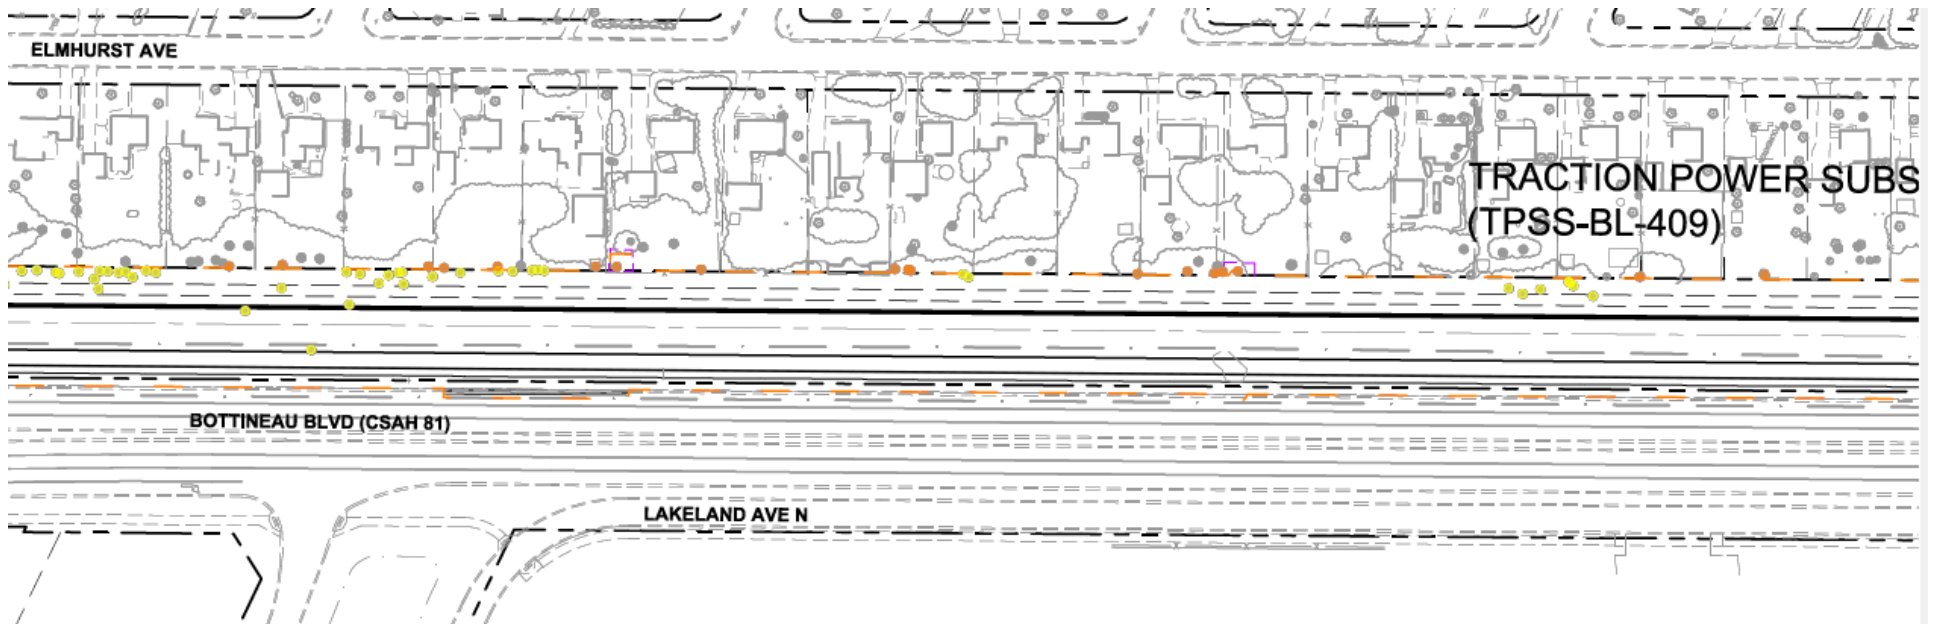 ELMHURST AVE
TRACTION POWER SUBS
(TPSS-BL-409)
BOTTINEAU BLVD (CSAH 81)
LAKELAND AVE N